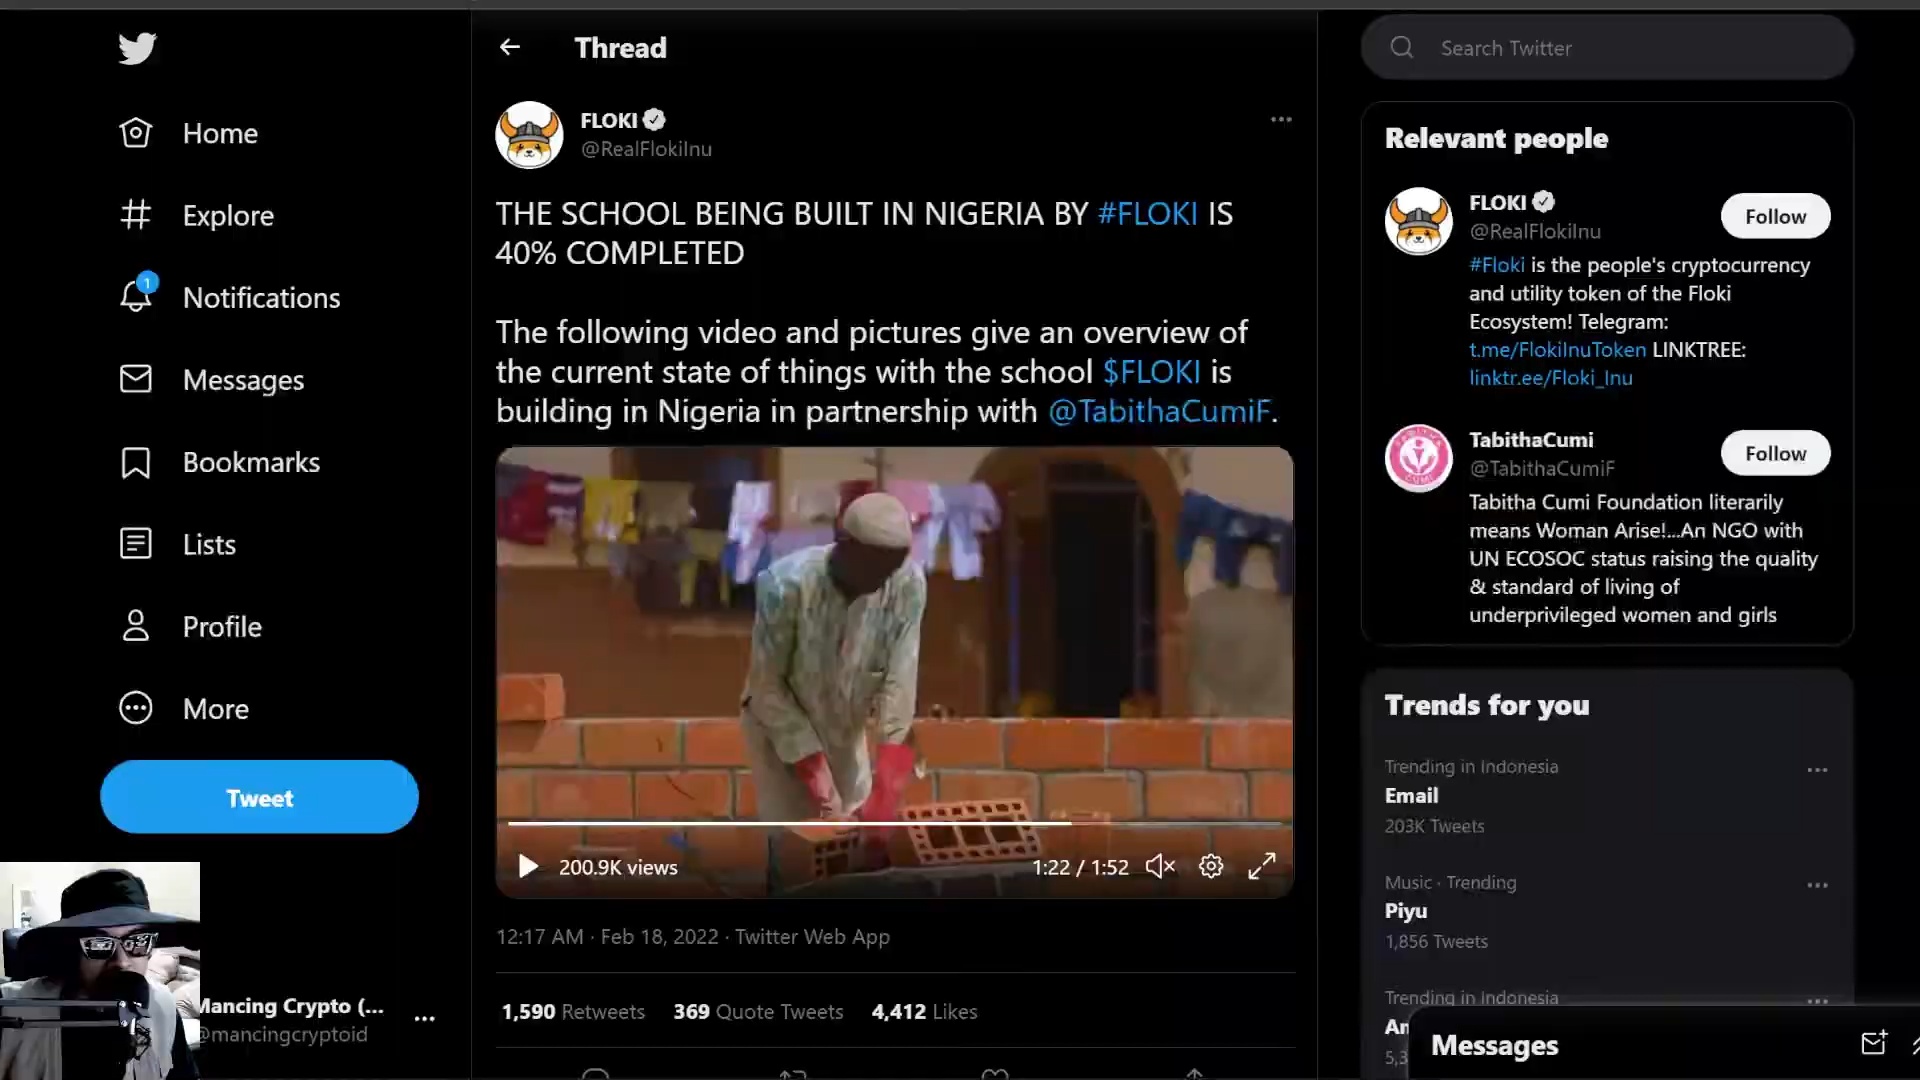 Thread
Search Twitter
Home
Explore
1
Notifications
Messages
Bookmarks
Lists
Profile
More
Tweet
Mancing Crypto (...
@mancingcryptoid
FLOKI
@RealFlokiInu
THE SCHOOL BEING BUILT IN NIGERIA BY #FLOKI IS
40% COMPLETED
The following video and pictures give an overview of
the current state of things with the school $FLOKI is
building in Nigeria in partnership with @TabithaCumiF.
200.9K views
1:22 / 1:52
12:17 AM · Feb 18, 2022 · Twitter Web App
1,590 Retweets 369 Quote Tweets 4,412 Likes
Relevant people
FLOKI
@RealFlokiInu
Follow
#Floki is the people's cryptocurrency
and utility token of the Floki
Ecosystem! Telegram:
t.me/FlokiInuToken LINKTREE:
linktr.ee/Floki_Inu
TabithaCumi
@TabithaCumiF
Follow
Tabitha Cumi Foundation literarily
means Woman Arise!...An NGO with
UN ECOSOC status raising the quality
& standard of living of
underprivileged women and girls
Trends for you
Trending in Indonesia
Email
203K Tweets
Music · Trending
Piyu
1,856 Tweets
Trending in Indonesia
Messages